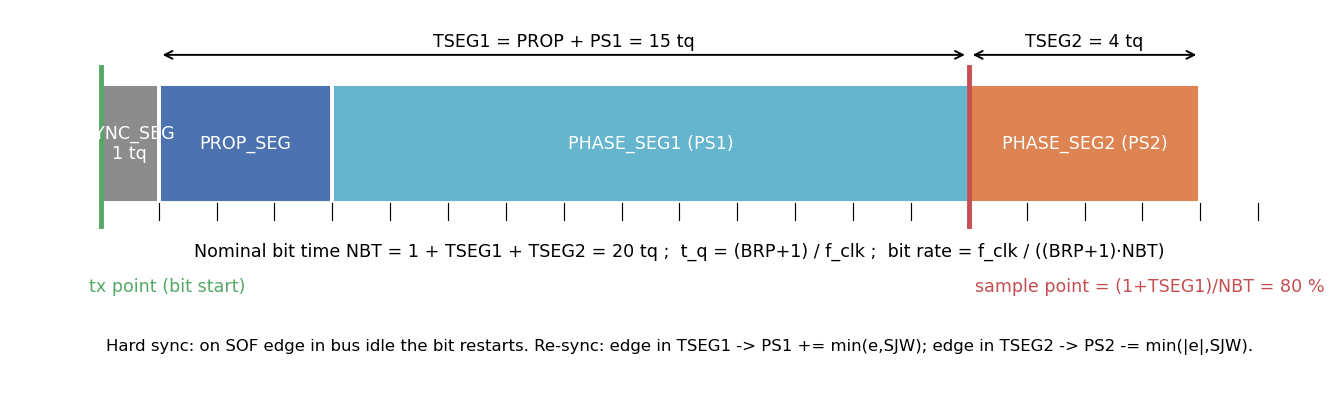 TSEG1 = PROP + PS1 = 15 tq
TSEG2 = 4 tq
YNC_SEG
1 tq
PROP_SEG
PHASE_SEG1 (PS1)
PHASE_SEG2 (PS2)
Nominal bit time NBT = 1 + TSEG1 + TSEG2 = 20 tq ;  t_q = (BRP+1) / f_clk ;  bit rate = f_clk / ((BRP+1)·NBT)
tx point (bit start)
sample point = (1+TSEG1)/NBT = 80 %
Hard sync: on SOF edge in bus idle the bit restarts. Re-sync: edge in TSEG1 -> PS1 += min(e,SJW); edge in TSEG2 -> PS2 -= min(|e|,SJW).